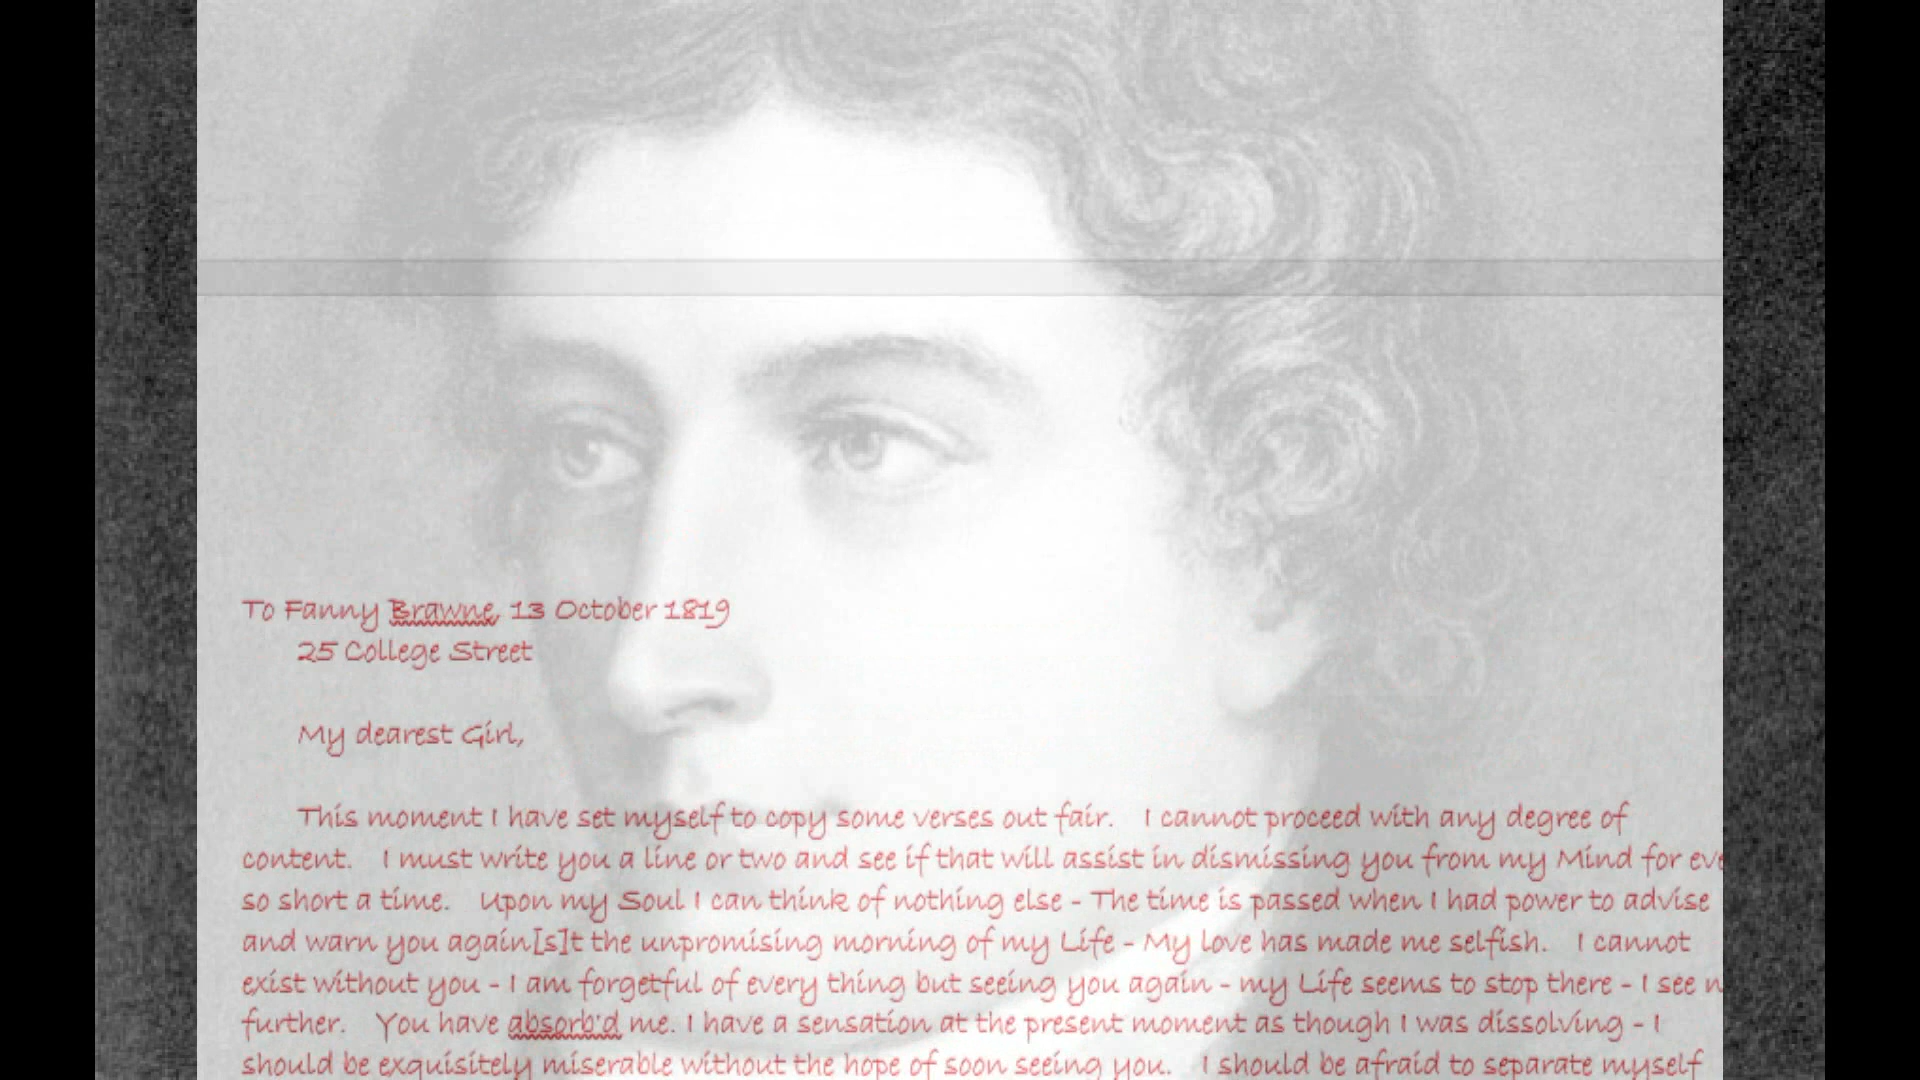 To Fanny Brawne, 13 October 1819
25 College Street
My dearest Girl,
This moment I have set myself to copy some verses out fair. I cannot proceed with any degree of
content. I must write you a line or two and see if that will assist in dismissing you from my Mind for eve
so short a time. Upon my Soul I can think of nothing else - The time is passed when I had power to advise
and warn you again[s]t the unpromising morning of my Life - My love has made me selfish. I cannot
exist without you - I am forgetful of every thing but seeing you again - my Life seems to stop there - I see n
further. You have absorb'd me. I have a sensation at the present moment as though I was dissolving - I
should be exquisitely miserable without the hope of soon seeing you. I should be afraid to separate myself